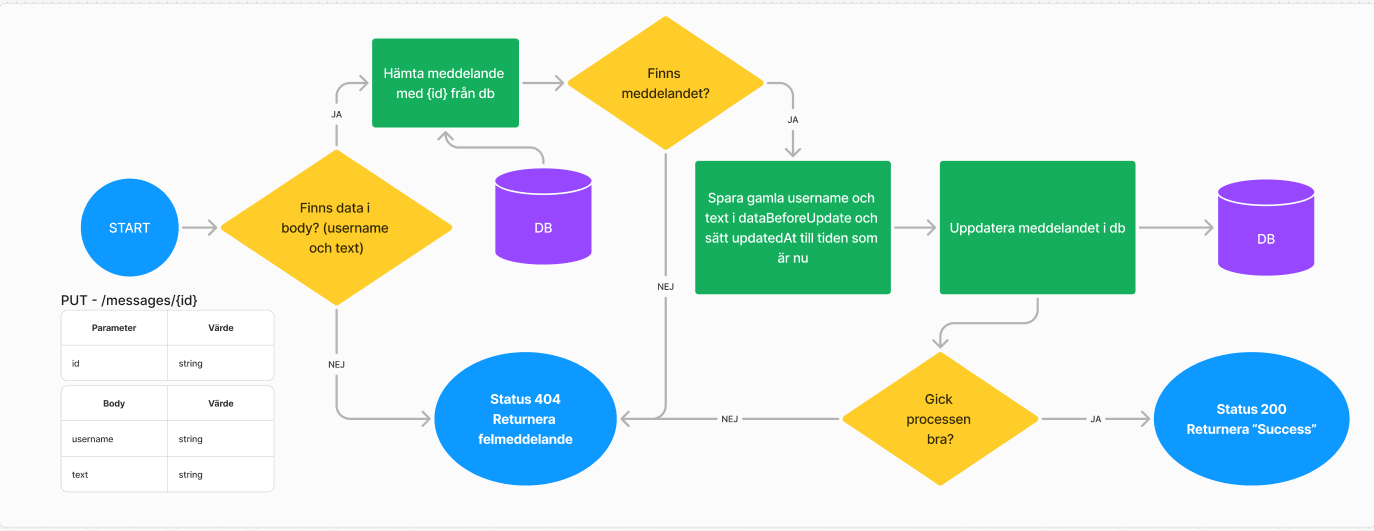 START
PUT - /messages/{id}
Parameter Värde
id string
Body Värde
username string
text string
Finns data i
body? (username
och text)
JA
NEJ
Hämta meddelande
med {id} från db
DB
Finns
meddelandet?
JA
NEJ
Spara gamla username och
text i dataBeforeUpdate och
sätt updatedAt till tiden som
är nu
Uppdatera meddelandet i db
DB
Gick
processen
bra?
NEJ
JA
Status 404
Returnera
felmeddelande
Status 200
Returnera “Success”